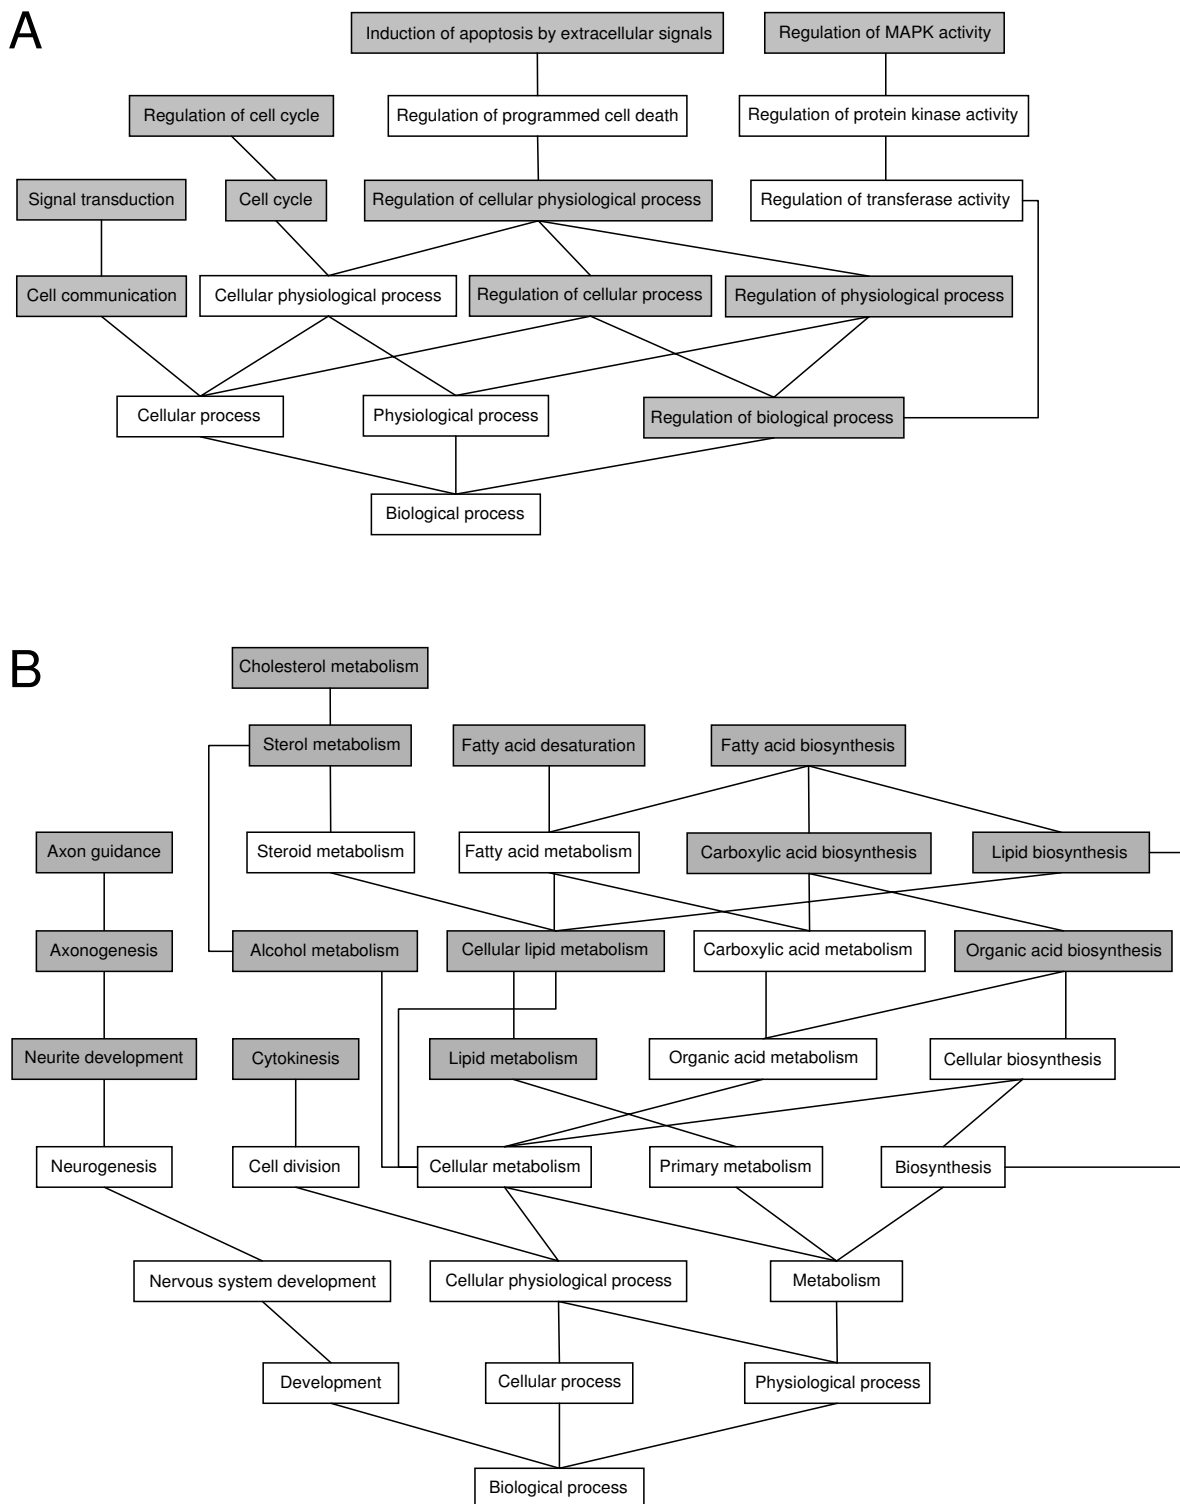 A
Induction of apoptosis by extracellular signals
Regulation of MAPK activity
Regulation of cell cycle
Regulation of programmed cell death
Regulation of protein kinase activity
Signal transduction
Cell cycle
Regulation of cellular physiological process
Regulation of transferase activity
Cell communication
Cellular physiological process
Regulation of cellular process
Regulation of physiological process
Cellular process
Physiological process
Regulation of biological process
Biological process
B
Cholesterol metabolism
Sterol metabolism
Fatty acid desaturation
Fatty acid biosynthesis
Axon guidance
Steroid metabolism
Fatty acid metabolism
Carboxylic acid biosynthesis
Lipid biosynthesis
Axonogenesis
Alcohol metabolism
Cellular lipid metabolism
Carboxylic acid metabolism
Organic acid biosynthesis
Neurite development
Cytokinesis
Lipid metabolism
Organic acid metabolism
Cellular biosynthesis
Neurogenesis
Cell division
Cellular metabolism
Primary metabolism
Biosynthesis
Nervous system development
Cellular physiological process
Metabolism
Development
Cellular process
Physiological process
Biological process